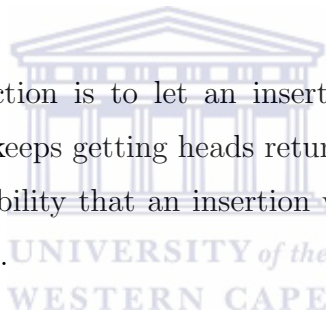 ction is to let an insert
keeps getting heads retur
bility that an insertion v
.
UNIVERSITY of the
WESTERN CAPE